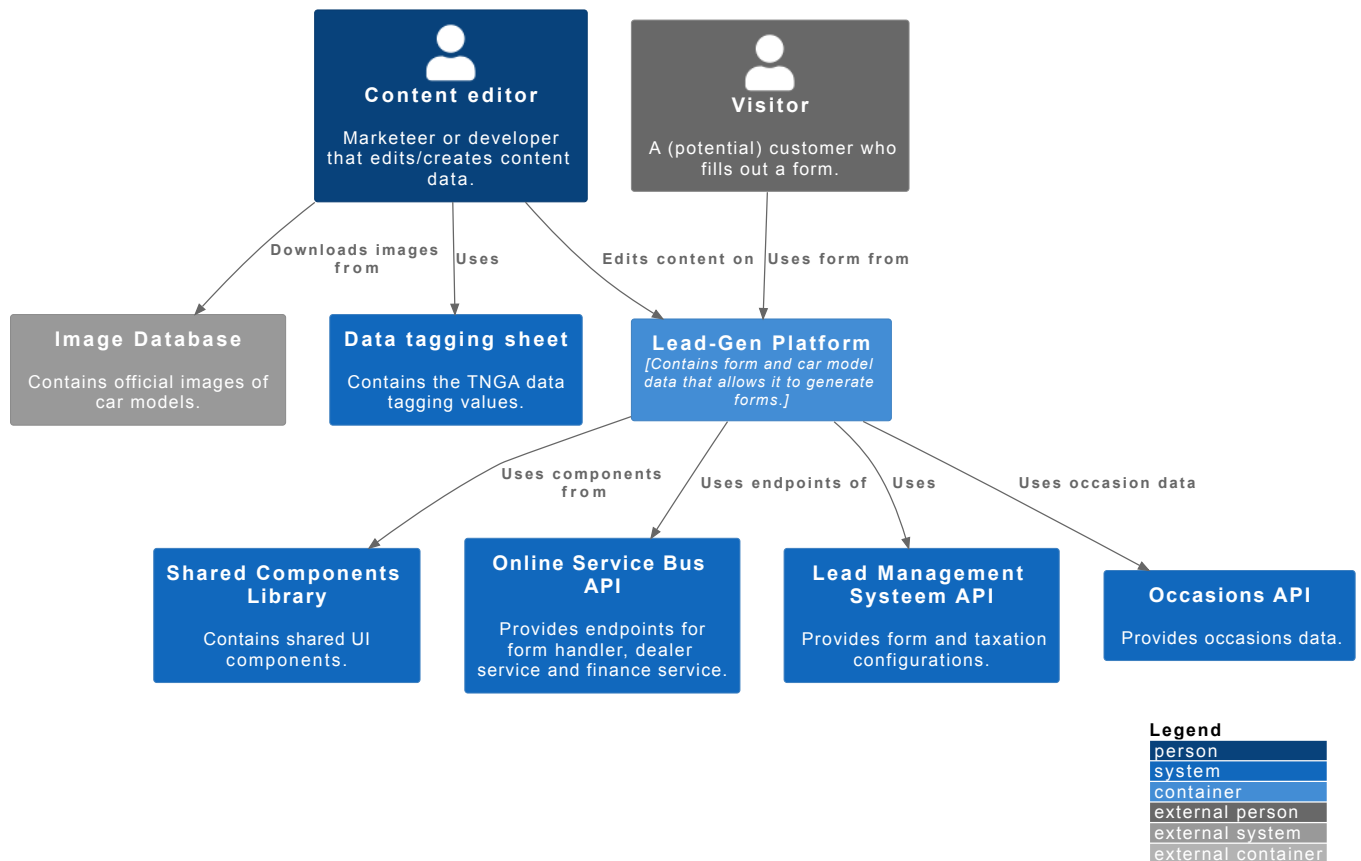 Content editor
Marketeer or developer
that edits/creates content
data.
Visitor
A (potential) customer who
fills out a form.
Downloads images
from
Uses
Edits content on
Uses form from
Image Database
Contains official images of
car models.
Data tagging sheet
Contains the TNGA data
tagging values.
Lead-Gen Platform
[Contains form and car model
data that allows it to generate
forms.]
Uses components
from
Uses endpoints of
Uses
Uses occasion data
Shared Components
Library
Contains shared UI
components.
Online Service Bus
API
Provides endpoints for
form handler, dealer
service and finance service.
Lead Management
Systeem API
Provides form and taxation
configurations.
Occasions API
Provides occasions data.
Legend
person
system
container
external person
external system
external container